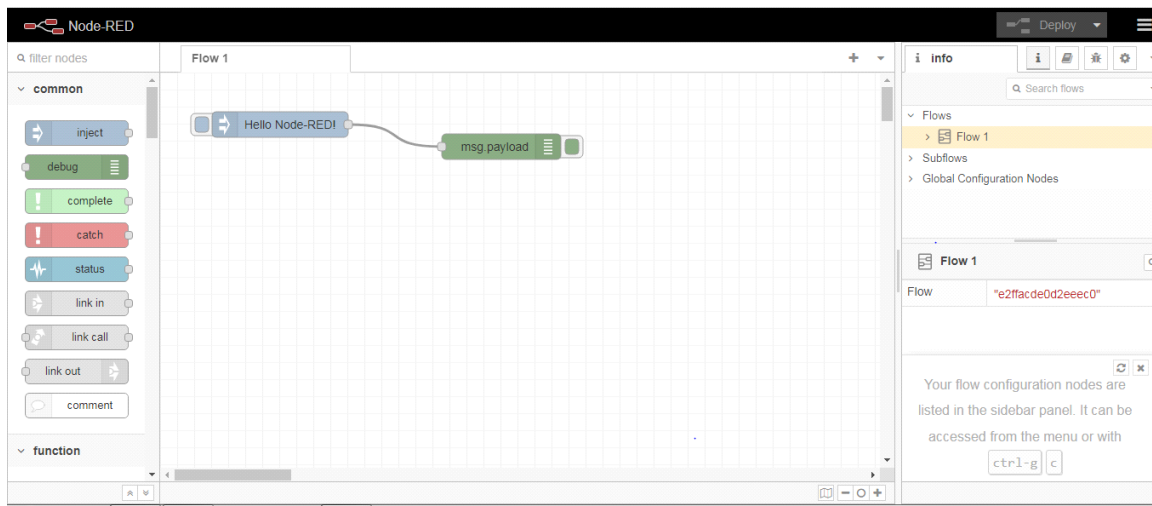 Node-RED
Deploy
filter nodes
Flow 1
info
i
Search flows
common
inject
debug
complete
catch
status
link in
link call
link out
comment
function
Hello Node-RED!
msg.payload
Flows
Flow 1
Subflows
Global Configuration Nodes
Flow 1
Flow "e2ffacde0d2eeec0"
Your flow configuration nodes are
listed in the sidebar panel. It can be
accessed from the menu or with
ctrl-g c